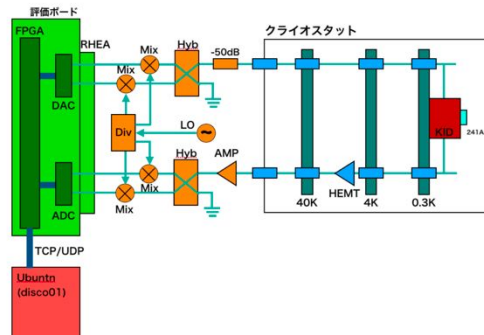 評価ボード
FPGA
RHEA
DAC
Mix
Mix
Hyb
-50dB
クライオスタット
KID
241A
Div
LO
Hyb
AMP
HEMT
Mix
Mix
ADC
40K
4K
0.3K
TCP/UDP
Ubuntn
(disco01)